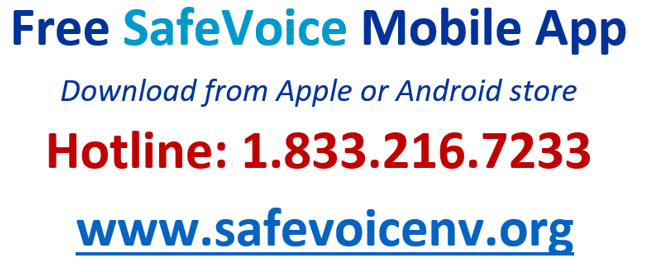 Free SafeVoice Mobile App
Download from Apple or Android store
Hotline: 1.833.216.7233
www.safevoicenv.org